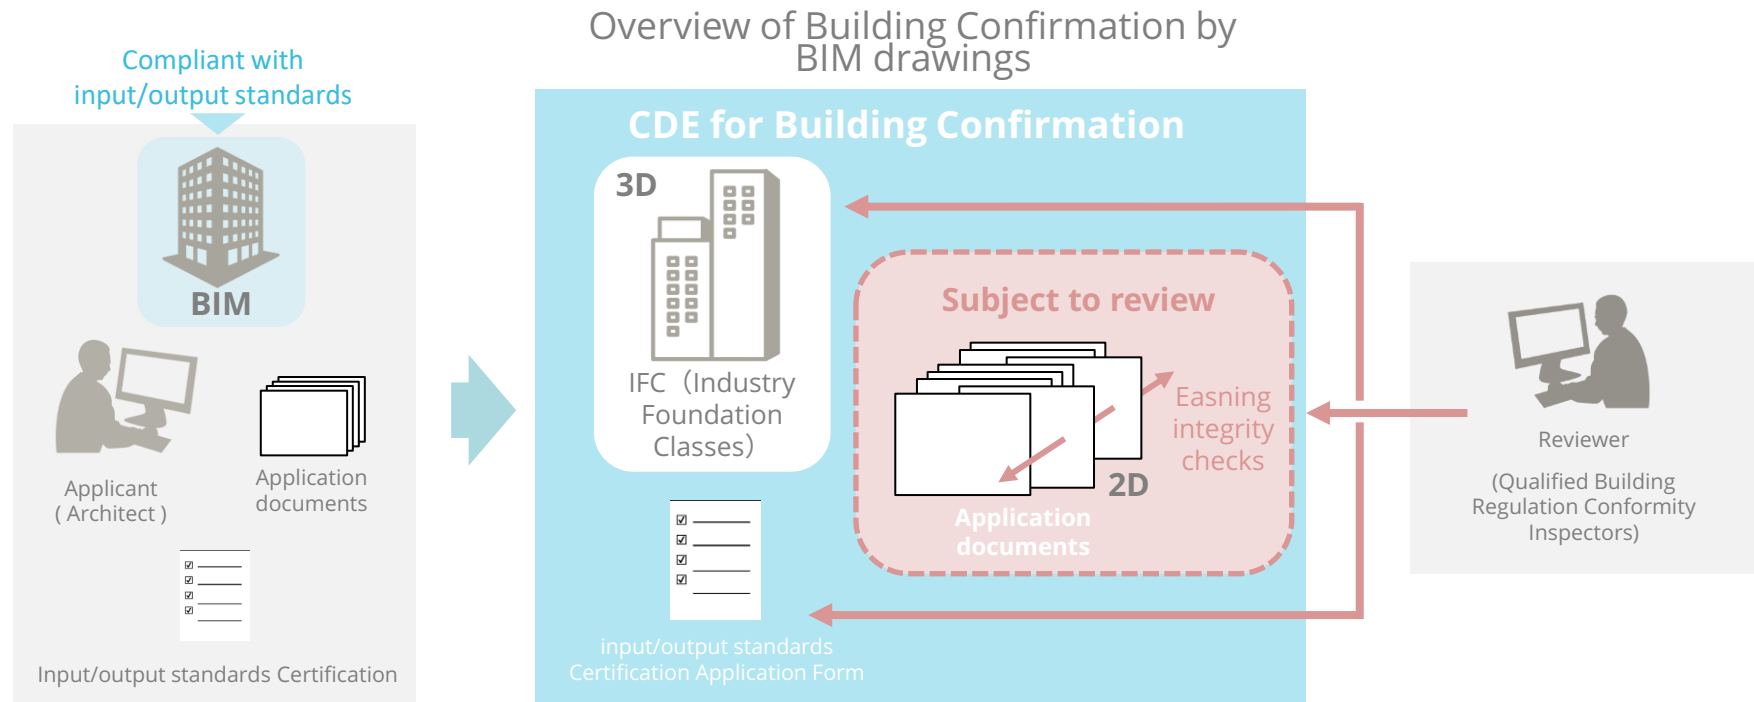 Overview of Building Confirmation by
BIM drawings
Compliant with
input/output standards
BIM
Applicant
( Architect )
Application
documents
Input/output standards Certification
CDE for Building Confirmation
3D
IFC（Industry
Foundation
Classes）
input/output standards
Certification Application Form
Subject to review
Easning
integrity
checks
2D
Application
documents
Reviewer
(Qualified Building
Regulation Conformity
Inspectors)